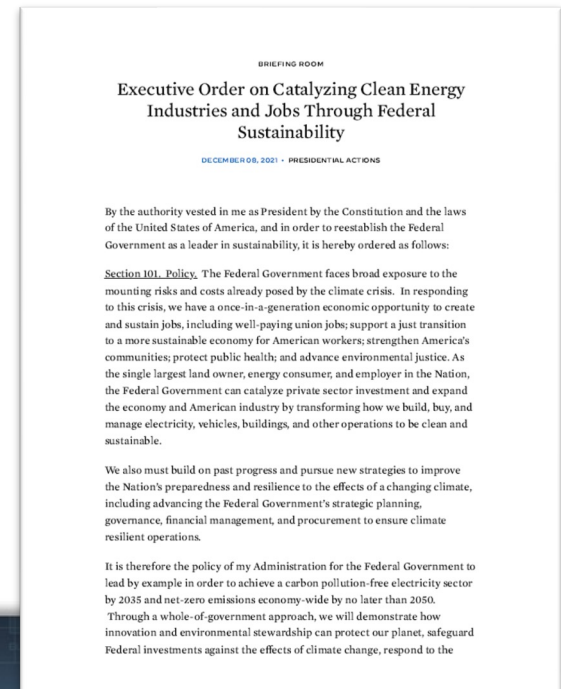 BRIEFING ROOM
Executive Order on Catalyzing Clean Energy
Industries and Jobs Through Federal
Sustainability
DECEMBER 08, 2021 • PRESIDENTIAL ACTIONS
By the authority vested in me as President by the Constitution and the laws
of the United States of America, and in order to reestablish the Federal
Government as a leader in sustainability, it is hereby ordered as follows:
Section 101. Policy. The Federal Government faces broad exposure to the
mounting risks and costs already posed by the climate crisis. In responding
to this crisis, we have a once-in-a-generation economic opportunity to create
and sustain jobs, including well-paying union jobs; support a just transition
to a more sustainable economy for American workers; strengthen America's
communities; protect public health; and advance environmental justice. As
the single largest land owner, energy consumer, and employer in the Nation,
the Federal Government can catalyze private sector investment and expand
the economy and American industry by transforming how we build, buy, and
manage electricity, vehicles, buildings, and other operations to be clean and
sustainable.
We also must build on past progress and pursue new strategies to improve
the Nation's preparedness and resilience to the effects of a changing climate,
including advancing the Federal Government's strategic planning,
governance, financial management, and procurement to ensure climate
resilient operations.
It is therefore the policy of my Administration for the Federal Government to
lead by example in order to achieve a carbon pollution-free electricity sector
by 2035 and net-zero emissions economy-wide by no later than 2050.
Through a whole-of-government approach, we will demonstrate how
innovation and environmental stewardship can protect our planet, safeguard
Federal investments against the effects of climate change, respond to the